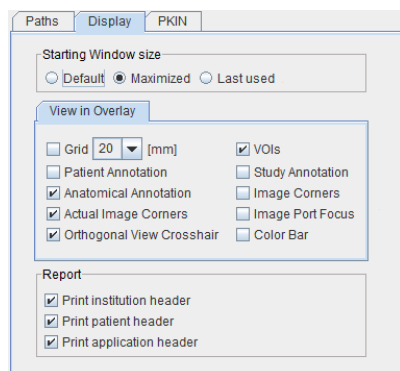 Paths Display PKIN
Starting Window size
Default Maximized Last used
View in Overlay
Grid 20 [mm] VOIs
Patient Annotation Study Annotation
Anatomical Annotation Image Corners
Actual Image Corners Image Port Focus
Orthogonal View Crosshair Color Bar
Report
Print institution header
Print patient header
Print application header